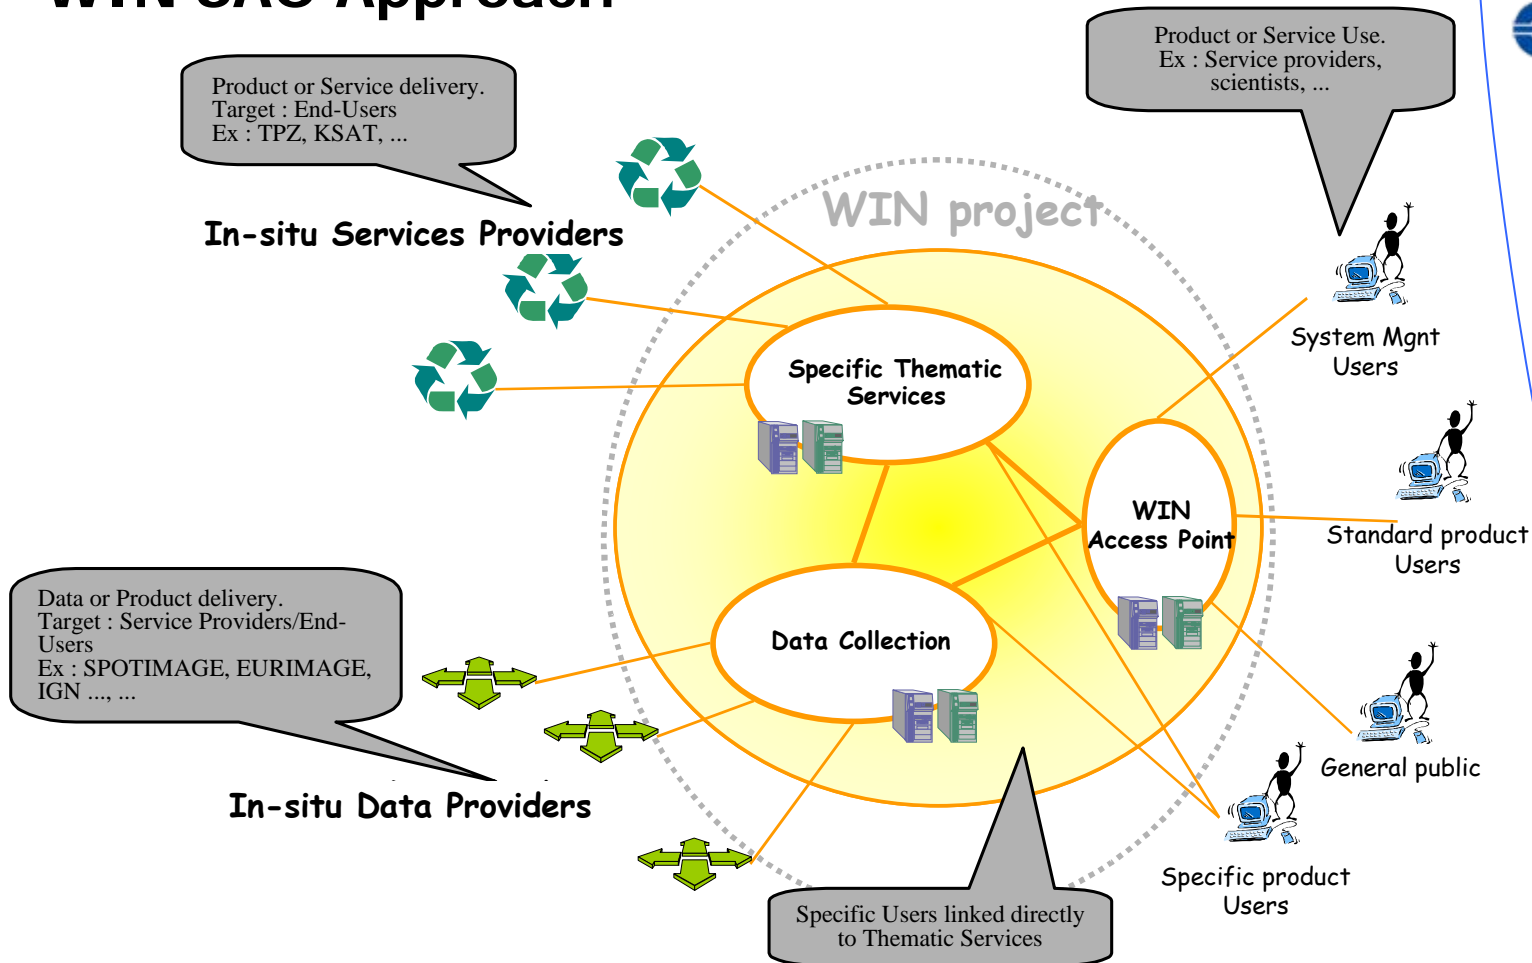 WIN SAO Approach
Product or Service delivery.
Target : End-Users
Ex : TPZ, KSAT, ...
Product or Service Use.
Ex : Service providers,
scientists, ...
WIN project
In-situ Services Providers
System Mgnt
Users
Specific Thematic
Services
WIN
Access Point
Standard product
Users
Data or Product delivery.
Target : Service Providers/End-
Users
Ex : SPOTIMAGE, EURIMAGE,
IGN ..., ...
Data Collection
General public
In-situ Data Providers
Specific product
Users
Specific Users linked directly
to Thematic Services